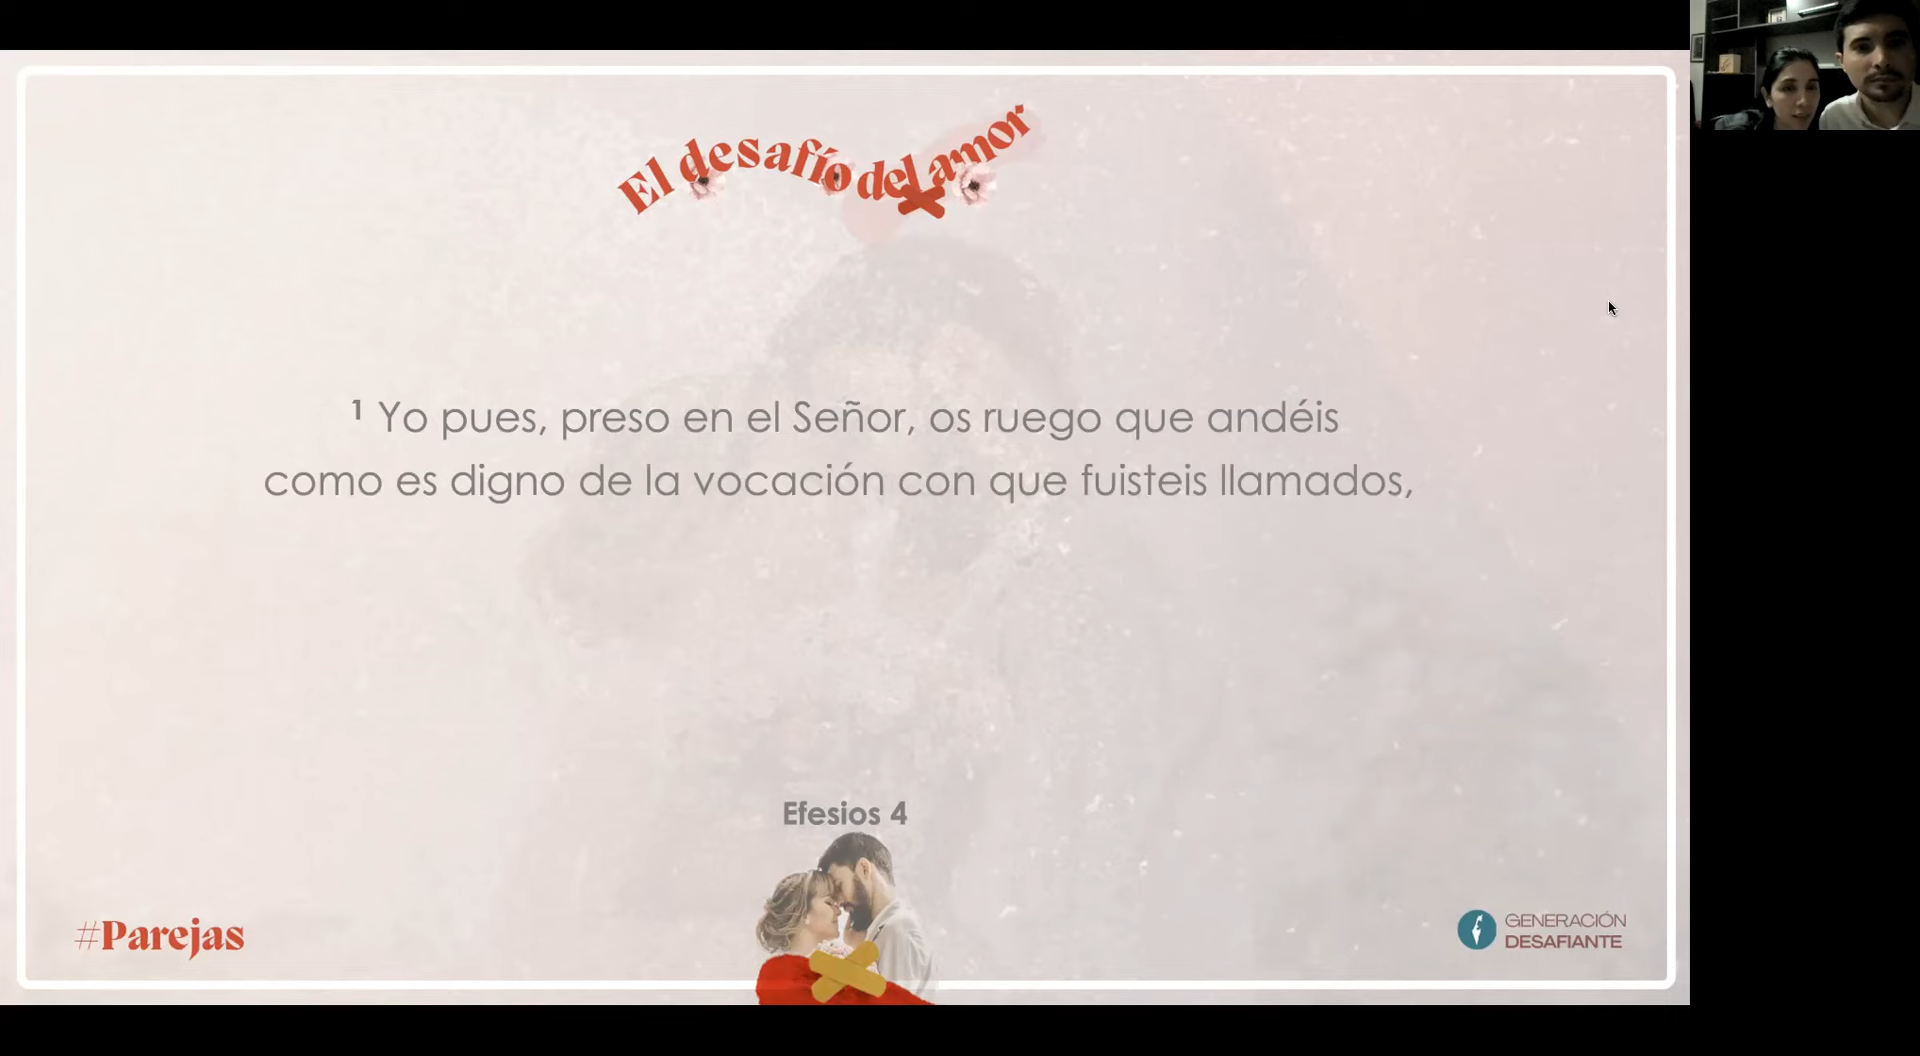 El desafío del amor
1 Yo pues, preso en el Señor, os ruego que andéis
como es digno de la vocación con que fuisteis llamados,
Efesios 4
#Parejas
GENERACIÓN
DESAFIANTE